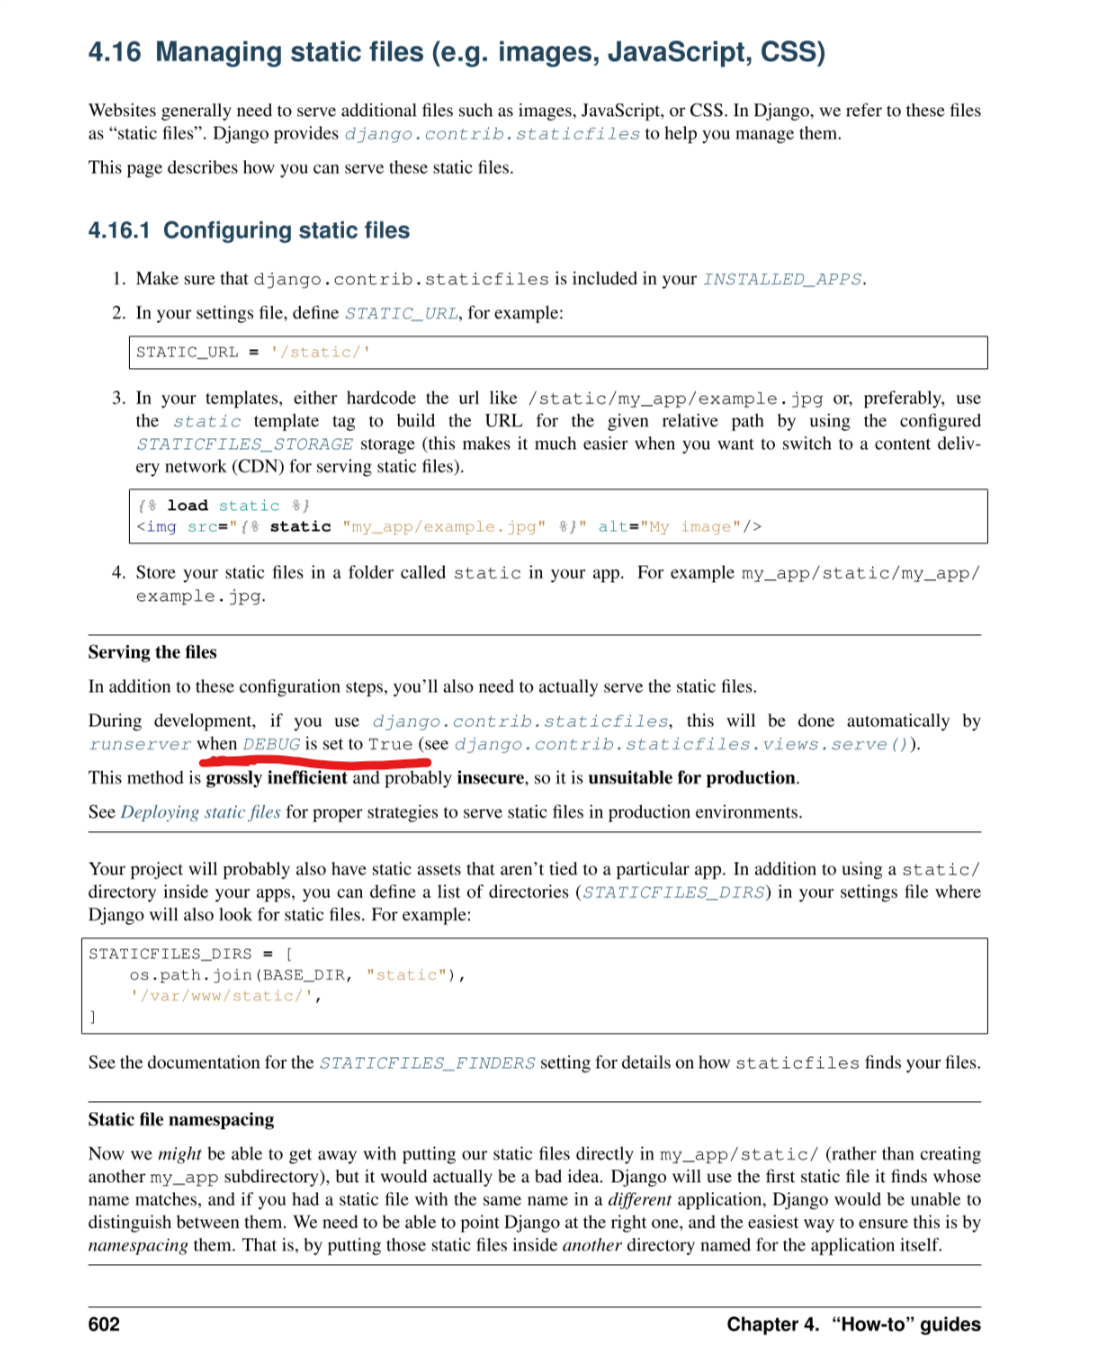 4.16 Managing static files (e.g. images, JavaScript, CSS)
Websites generally need to serve additional files such as images, JavaScript, or CSS. In Django, we refer to these files
as “static files”. Django provides django.contrib.staticfiles to help you manage them.
This page describes how you can serve these static files.
4.16.1 Configuring static files
1. Make sure that django.contrib.staticfiles is included in your INSTALLED_APPS.
2. In your settings file, define STATIC_URL, for example:
STATIC_URL = '/static/'
3. In your templates, either hardcode the url like /static/my_app/example.jpg or, preferably, use
the static template tag to build the URL for the given relative path by using the configured
STATICFILES_STORAGE storage (this makes it much easier when you want to switch to a content deliv-
ery network (CDN) for serving static files).
{% load static %}
<img src="{% static "my_app/example.jpg" %}" alt="My image"/>
4. Store your static files in a folder called static in your app. For example my_app/static/my_app/
example.jpg.
Serving the files
In addition to these configuration steps, you’ll also need to actually serve the static files.
During development, if you use django.contrib.staticfiles, this will be done automatically by
runserver when DEBUG is set to True (see django.contrib.staticfiles.views.serve()).
This method is grossly inefficient and probably insecure, so it is unsuitable for production.
See Deploying static files for proper strategies to serve static files in production environments.
Your project will probably also have static assets that aren’t tied to a particular app. In addition to using a static/
directory inside your apps, you can define a list of directories (STATICFILES_DIRS) in your settings file where
Django will also look for static files. For example:
STATICFILES_DIRS = [
    os.path.join(BASE_DIR, "static"),
    '/var/www/static/',
]
See the documentation for the STATICFILES_FINDERS setting for details on how staticfiles finds your files.
Static file namespacing
Now we might be able to get away with putting our static files directly in my_app/static/ (rather than creating
another my_app subdirectory), but it would actually be a bad idea. Django will use the first static file it finds whose
name matches, and if you had a static file with the same name in a different application, Django would be unable to
distinguish between them. We need to be able to point Django at the right one, and the easiest way to ensure this is by
namespacing them. That is, by putting those static files inside another directory named for the application itself.
602 Chapter 4. “How-to” guides